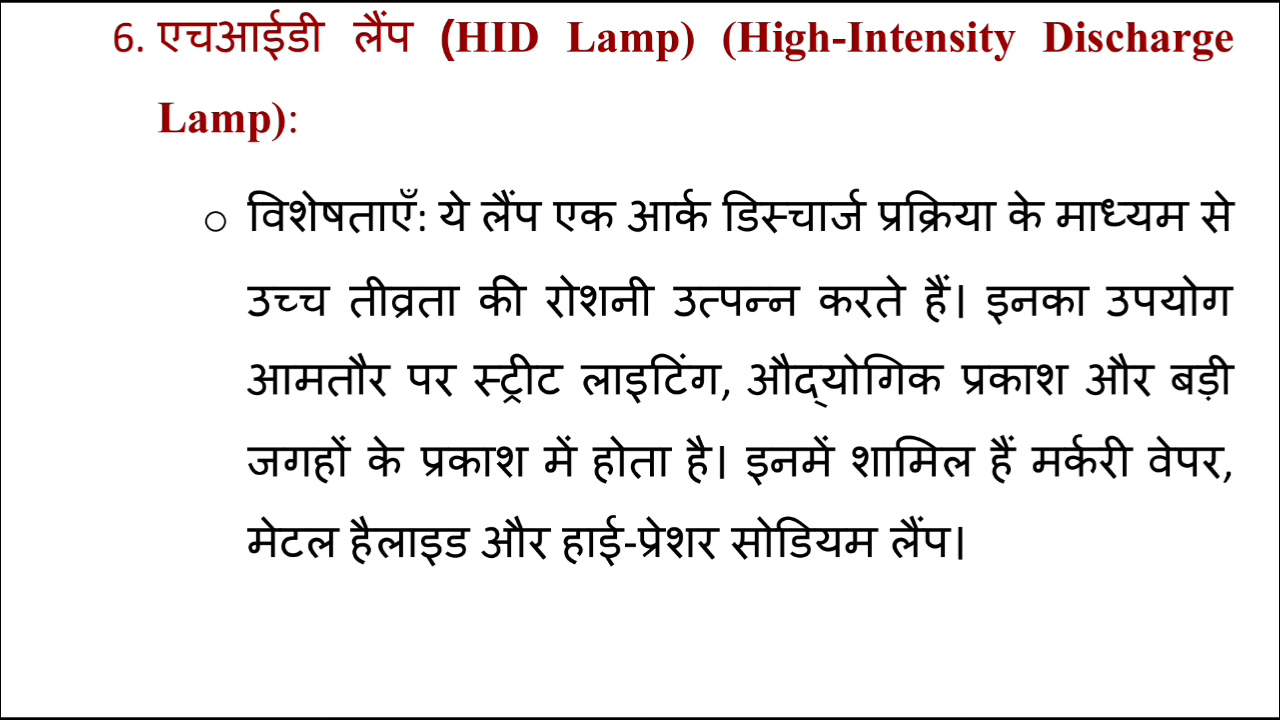 6. एचआईडी लैंप (HID Lamp) (High-Intensity Discharge
Lamp):
o विशेषताएँ: ये लैंप एक आर्क डिस्चार्ज प्रक्रिया के माध्यम से
उच्च तीव्रता की रोशनी उत्पन्न करते हैं। इनका उपयोग
आमतौर पर स्ट्रीट लाइटिंग, औद्योगिक प्रकाश और बड़ी
जगहों के प्रकाश में होता है। इनमें शामिल हैं मर्करी वेपर,
मेटल हैलाइड और हाई-प्रेशर सोडियम लैंप।